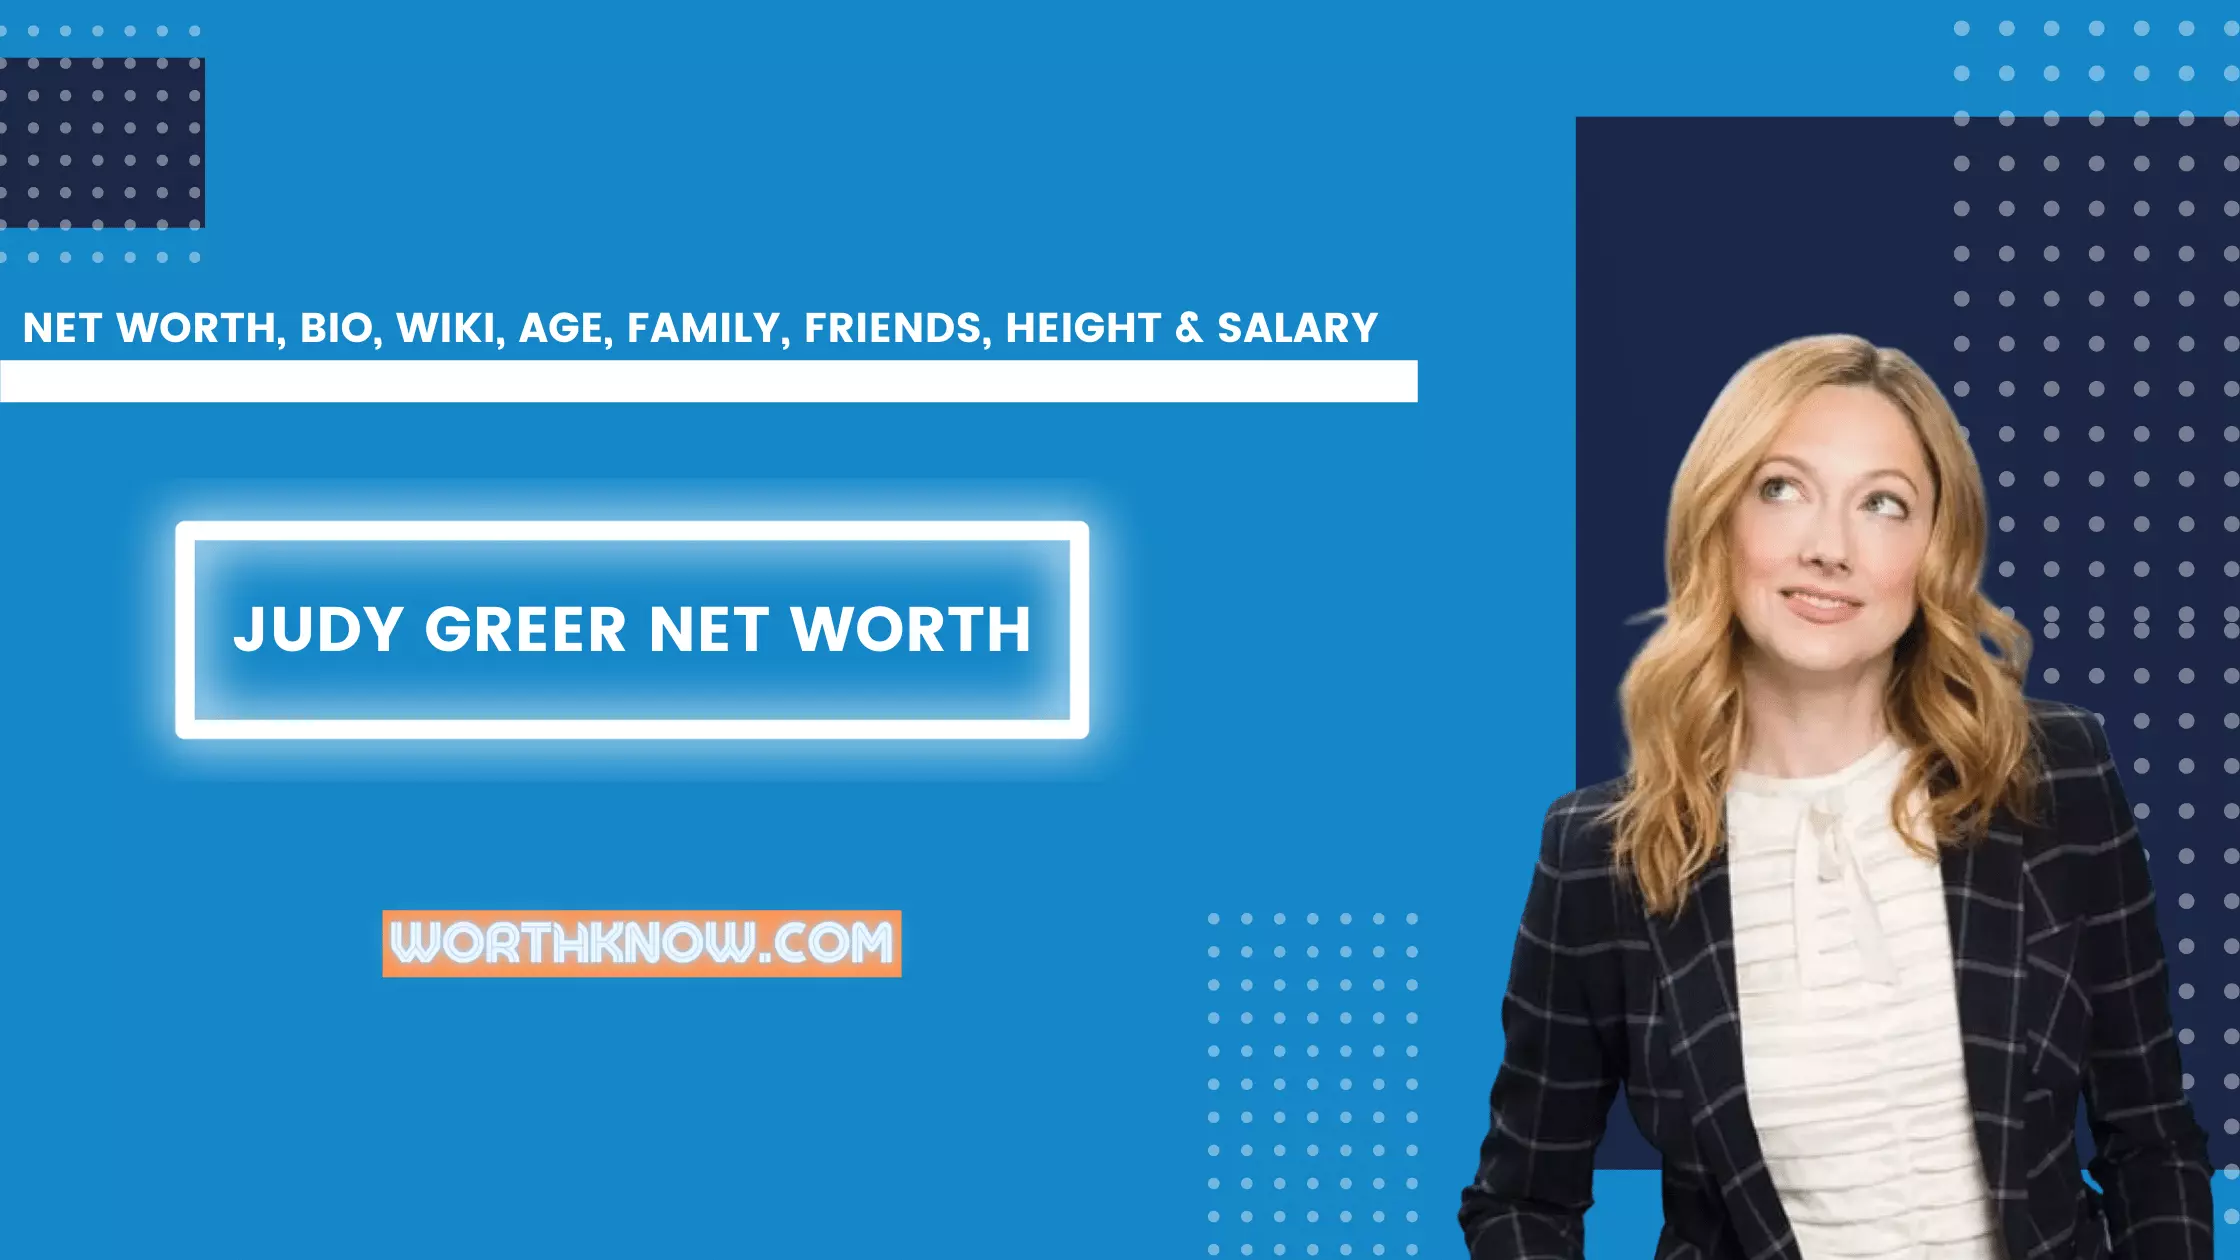 NET WORTH, BIO, WIKI, AGE, FAMILY, FRIENDS, HEIGHT & SALARY
JUDY GREER NET WORTH
WORTHKNOW.COM